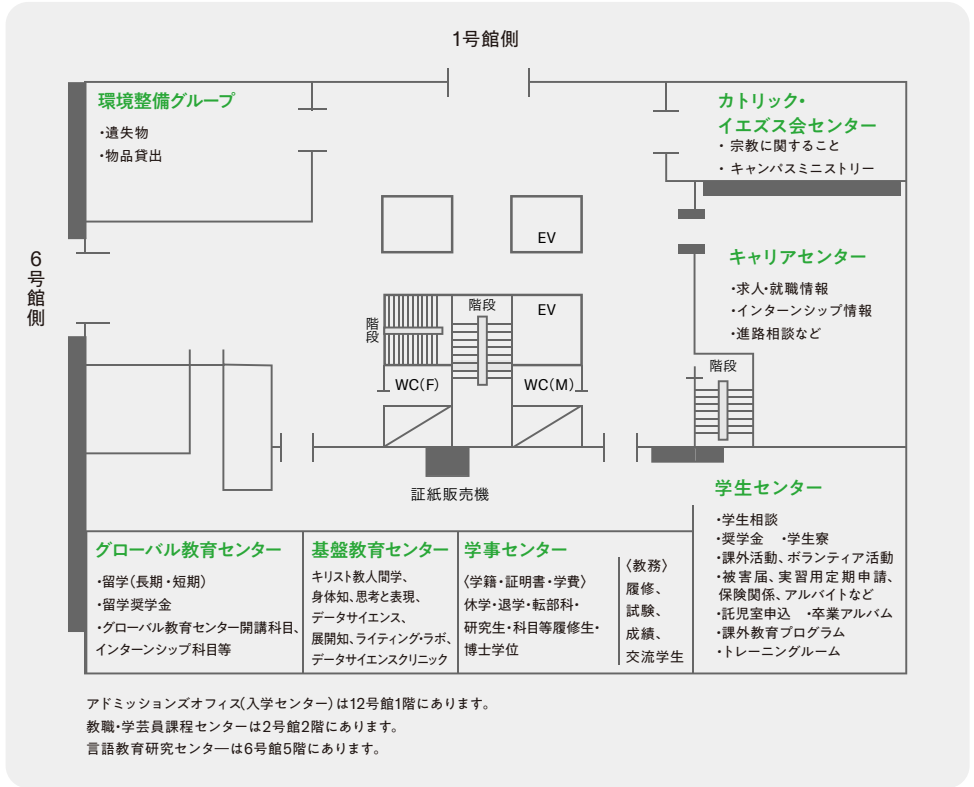 1号館側
環境整備グループ
・遺失物
・物品貸出
カトリック・
イエズス会センター
・ 宗教に関すること
・ キャンパスミニストリー
6号館側
EV
キャリアセンター
・求人・就職情報
・インターンシップ情報
・進路相談など
階段
階段
EV
WC(F)
WC(M)
階段
証紙販売機
学生センター
・学生相談
・奨学金 ・学生寮
・課外活動、ボランティア活動
・被害届、実習用定期申請、
保険関係、アルバイトなど
・託児室申込 ・卒業アルバム
・課外教育プログラム
・トレーニングルーム
グローバル教育センター
・留学(長期・短期)
・留学奨学金
・グローバル教育センター開講科目、
インターンシップ科目等
基盤教育センター
キリスト教人間学、
身体知、思考と表現、
データサイエンス、
展開知、ライティング・ラボ、
データサイエンスクリニック
学事センター
〈学籍・証明書・学費〉
休学・退学・転部科・
研究生・科目等履修生・
博士学位
〈教務〉
履修、
試験、
成績、
交流学生
アドミッションズオフィス(入学センター)は12号館1階にあります。
教職・学芸員課程センターは2号館2階にあります。
言語教育研究センターは6号館5階にあります。